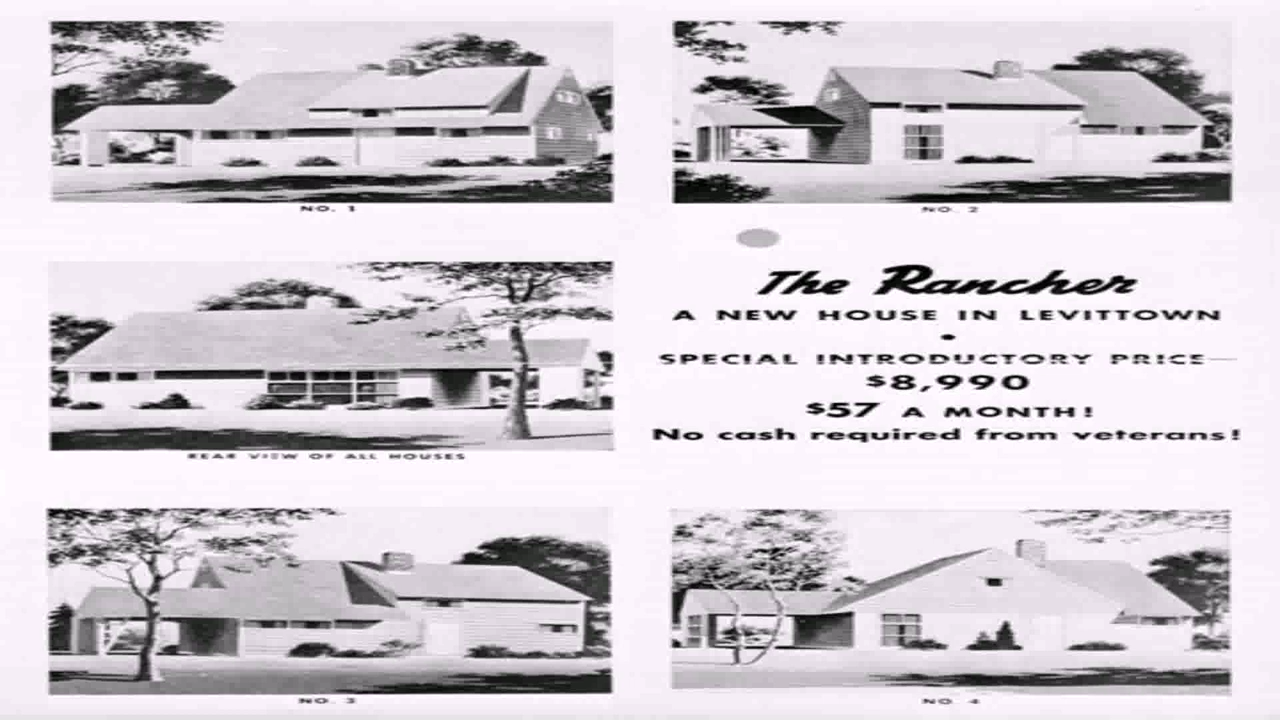 NO. 1
NO. 2
The Rancher
A NEW HOUSE IN LEVITTOWN
•
SPECIAL INTRODUCTORY PRICE—
$8,990
$57 A MONTH!
No cash required from veterans!
REAR VIEW OF ALL HOUSES
NO. 3
NO. 4